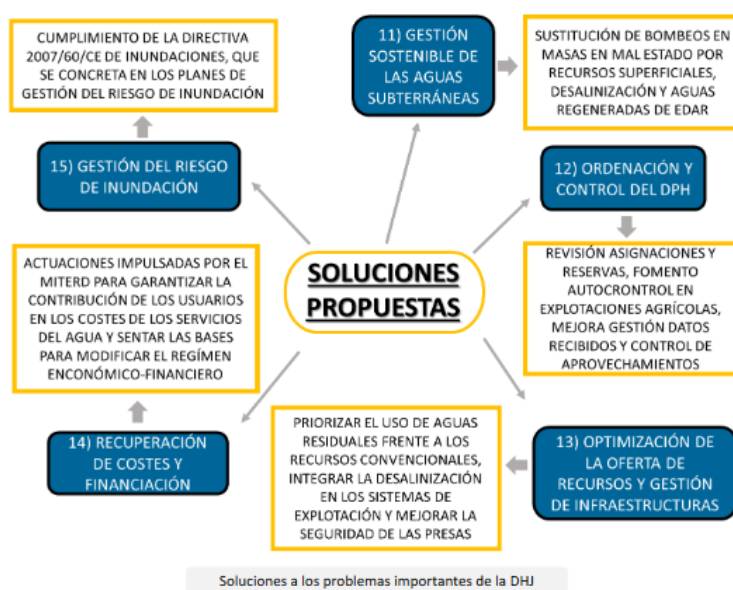 CUMPLIMIENTO DE LA DIRECTIVA
2007/60/CE DE INUNDACIONES, QUE
SE CONCRETA EN LOS PLANES DE
GESTIÓN DEL RIESGO DE INUNDACIÓN
11) GESTIÓN
SOSTENIBLE DE
LAS AGUAS
SUBTERRÁNEAS
SUSTITUCIÓN DE BOMBEOS EN
MASAS EN MAL ESTADO POR
RECURSOS SUPERFICIALES,
DESALINIZACIÓN Y AGUAS
REGENERADAS DE EDAR
15) GESTIÓN DEL RIESGO
DE INUNDACIÓN
12) ORDENACIÓN Y
CONTROL DEL DPH
SOLUCIONES
PROPUESTAS
ACTUACIONES IMPULSADAS POR EL
MITERD PARA GARANTIZAR LA
CONTRIBUCIÓN DE LOS USUARIOS
EN LOS COSTES DE LOS SERVICIOS
DEL AGUA Y SENTAR LAS BASES
PARA MODIFICAR EL REGÍMEN
ENCONÓMICO-FINANCIERO
REVISIÓN ASIGNACIONES Y
RESERVAS, FOMENTO
AUTOCRONTROL EN
EXPLOTACIONES AGRÍCOLAS,
MEJORA GESTIÓN DATOS
RECIBIDOS Y CONTROL DE
APROVECHAMIENTOS
14) RECUPERACIÓN
DE COSTES Y
FINANCIACIÓN
PRIORIZAR EL USO DE AGUAS
RESIDUALES FRENTE A LOS
RECURSOS CONVENCIONALES,
INTEGRAR LA DESALINIZACIÓN
EN LOS SISTEMAS DE
EXPLOTACIÓN Y MEJORAR LA
SEGURIDAD DE LAS PRESAS
13) OPTIMIZACIÓN DE
LA OFERTA DE
RECURSOS Y GESTIÓN
DE INFRAESTRUCTURAS
Soluciones a los problemas importantes de la DHJ